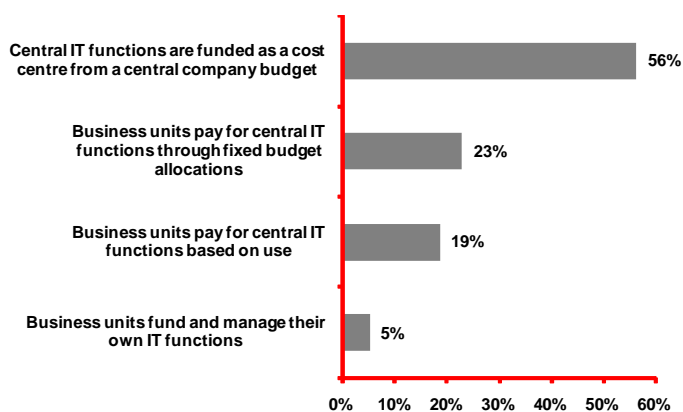 Central IT functions are funded as a cost
centre from a central company budget
56%
Business units pay for central IT
functions through fixed budget
allocations
23%
Business units pay for central IT
functions based on use
19%
Business units fund and manage their
own IT functions
5%
0% 10% 20% 30% 40% 50% 60%